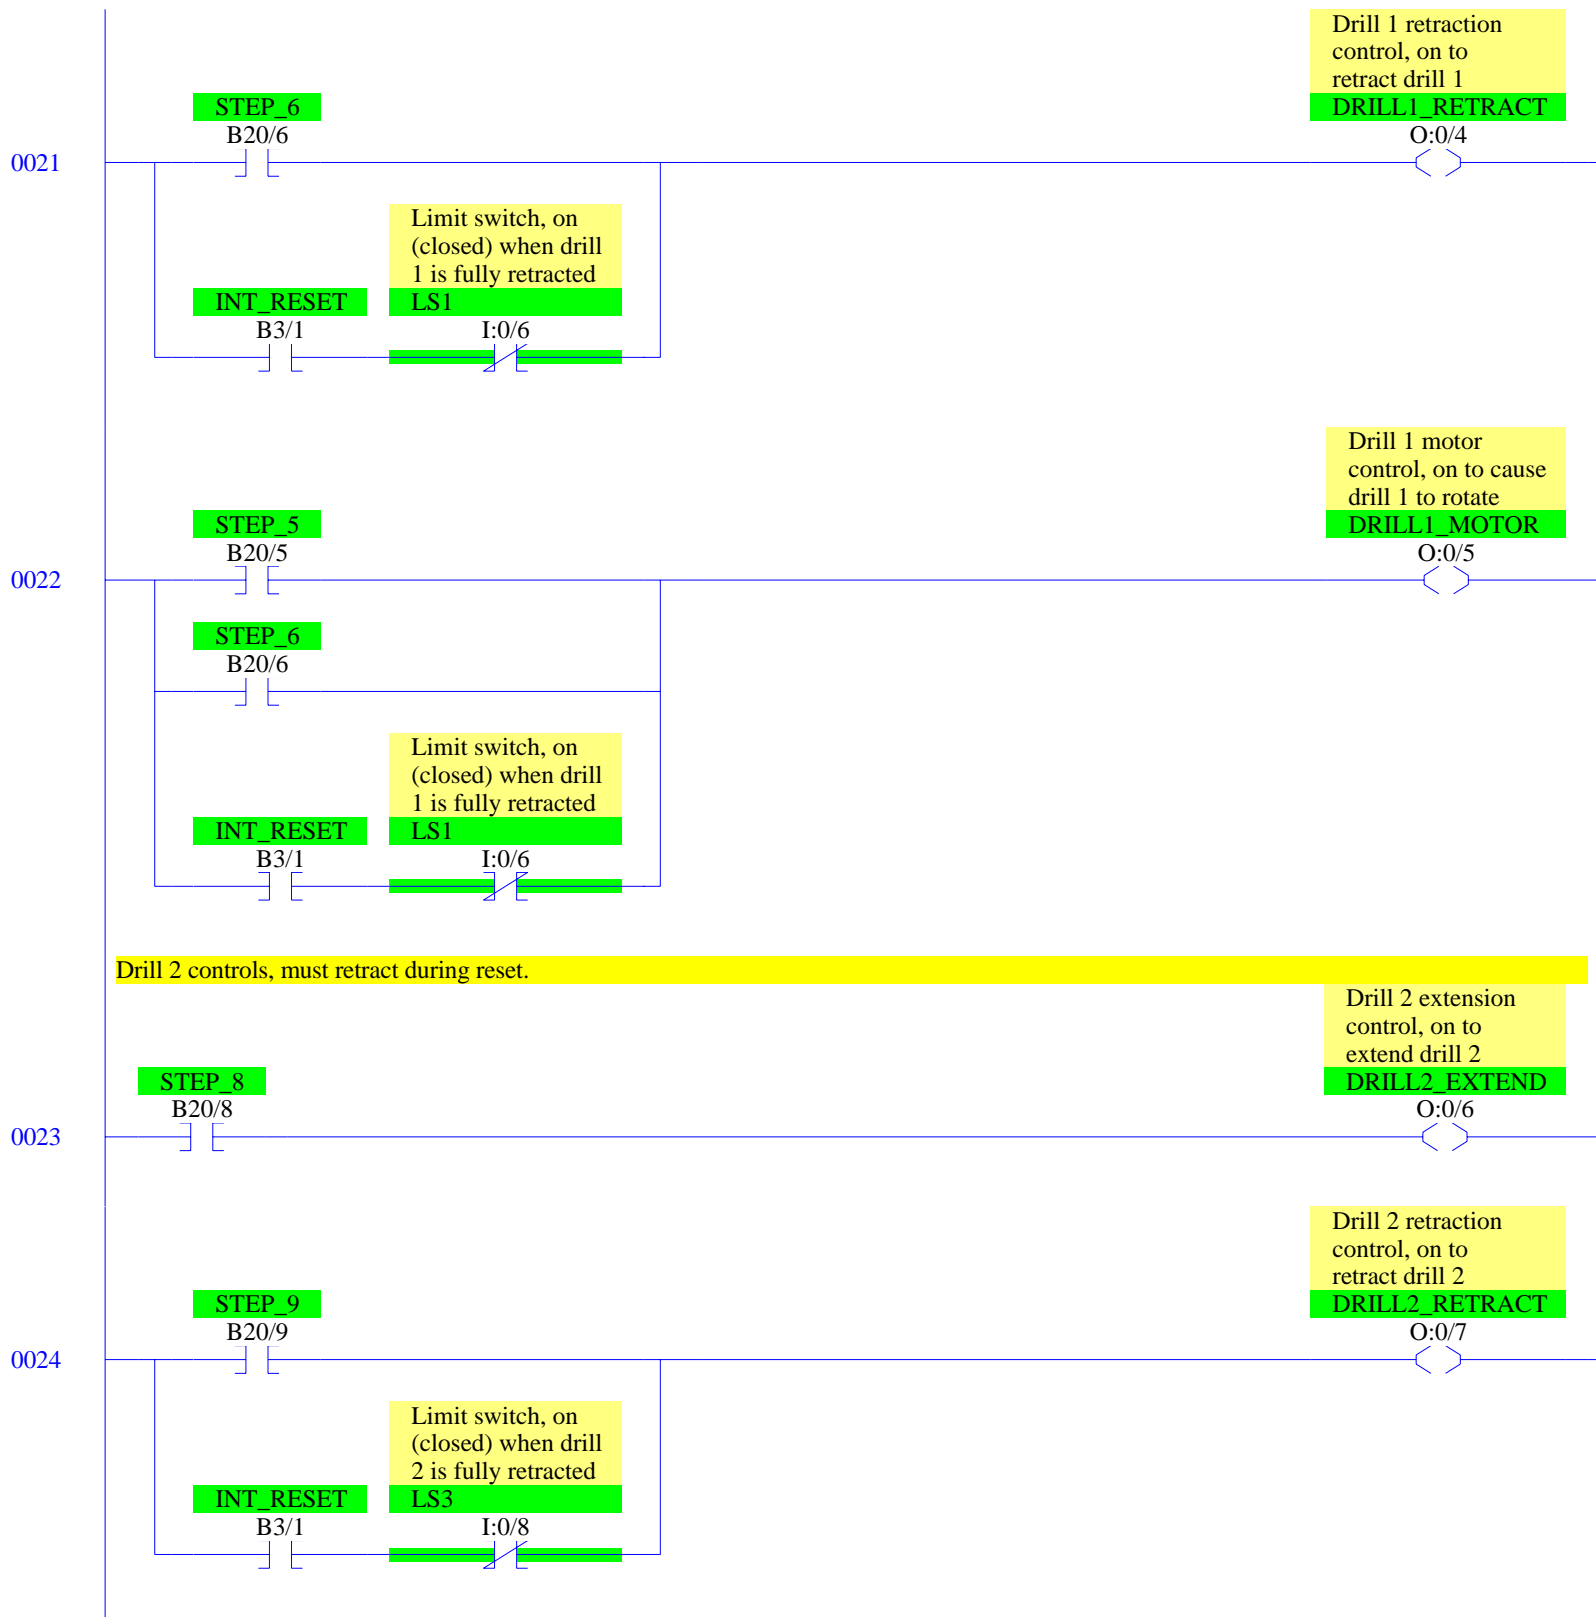 Drill 1 retraction
control, on to
retract drill 1
STEP_6
DRILL1_RETRACT
B20/6
O:0/4
0021
Limit switch, on
(closed) when drill
1 is fully retracted
INT_RESET
LS1
B3/1
I:0/6
Drill 1 motor
control, on to cause
drill 1 to rotate
STEP_5
DRILL1_MOTOR
B20/5
O:0/5
0022
STEP_6
B20/6
Limit switch, on
(closed) when drill
1 is fully retracted
INT_RESET
LS1
B3/1
I:0/6
Drill 2 controls, must retract during reset.
Drill 2 extension
control, on to
extend drill 2
STEP_8
DRILL2_EXTEND
B20/8
O:0/6
0023
Drill 2 retraction
control, on to
retract drill 2
STEP_9
DRILL2_RETRACT
B20/9
O:0/7
0024
Limit switch, on
(closed) when drill
2 is fully retracted
INT_RESET
LS3
B3/1
I:0/8